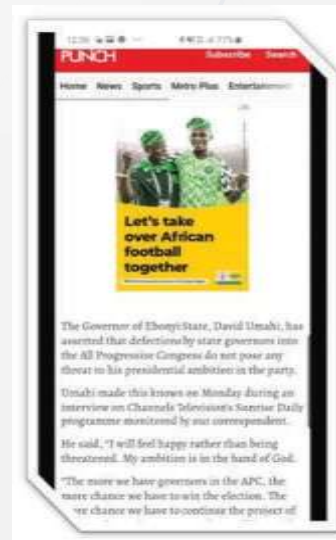 12:36
PUNCH
Subscribe Search
Home News Sports Metro Plus Entertainment
Let's take
over African
football
together
The Governor of Ebonyi State, David Umahi, has
asserted that defections by state governors into
the All Progressive Congress do not pose any
threat to his presidential ambition in the party.
Umahi made this known on Monday during an
interview on Channels Television's Sunrise Daily
programme monitored by our correspondent.
He said, "I will feel happy rather than being
threatened. My ambition is in the hand of God.
"The more we have governors in the APC, the
more chance we have to win the election. The
chance we have to continue the project of